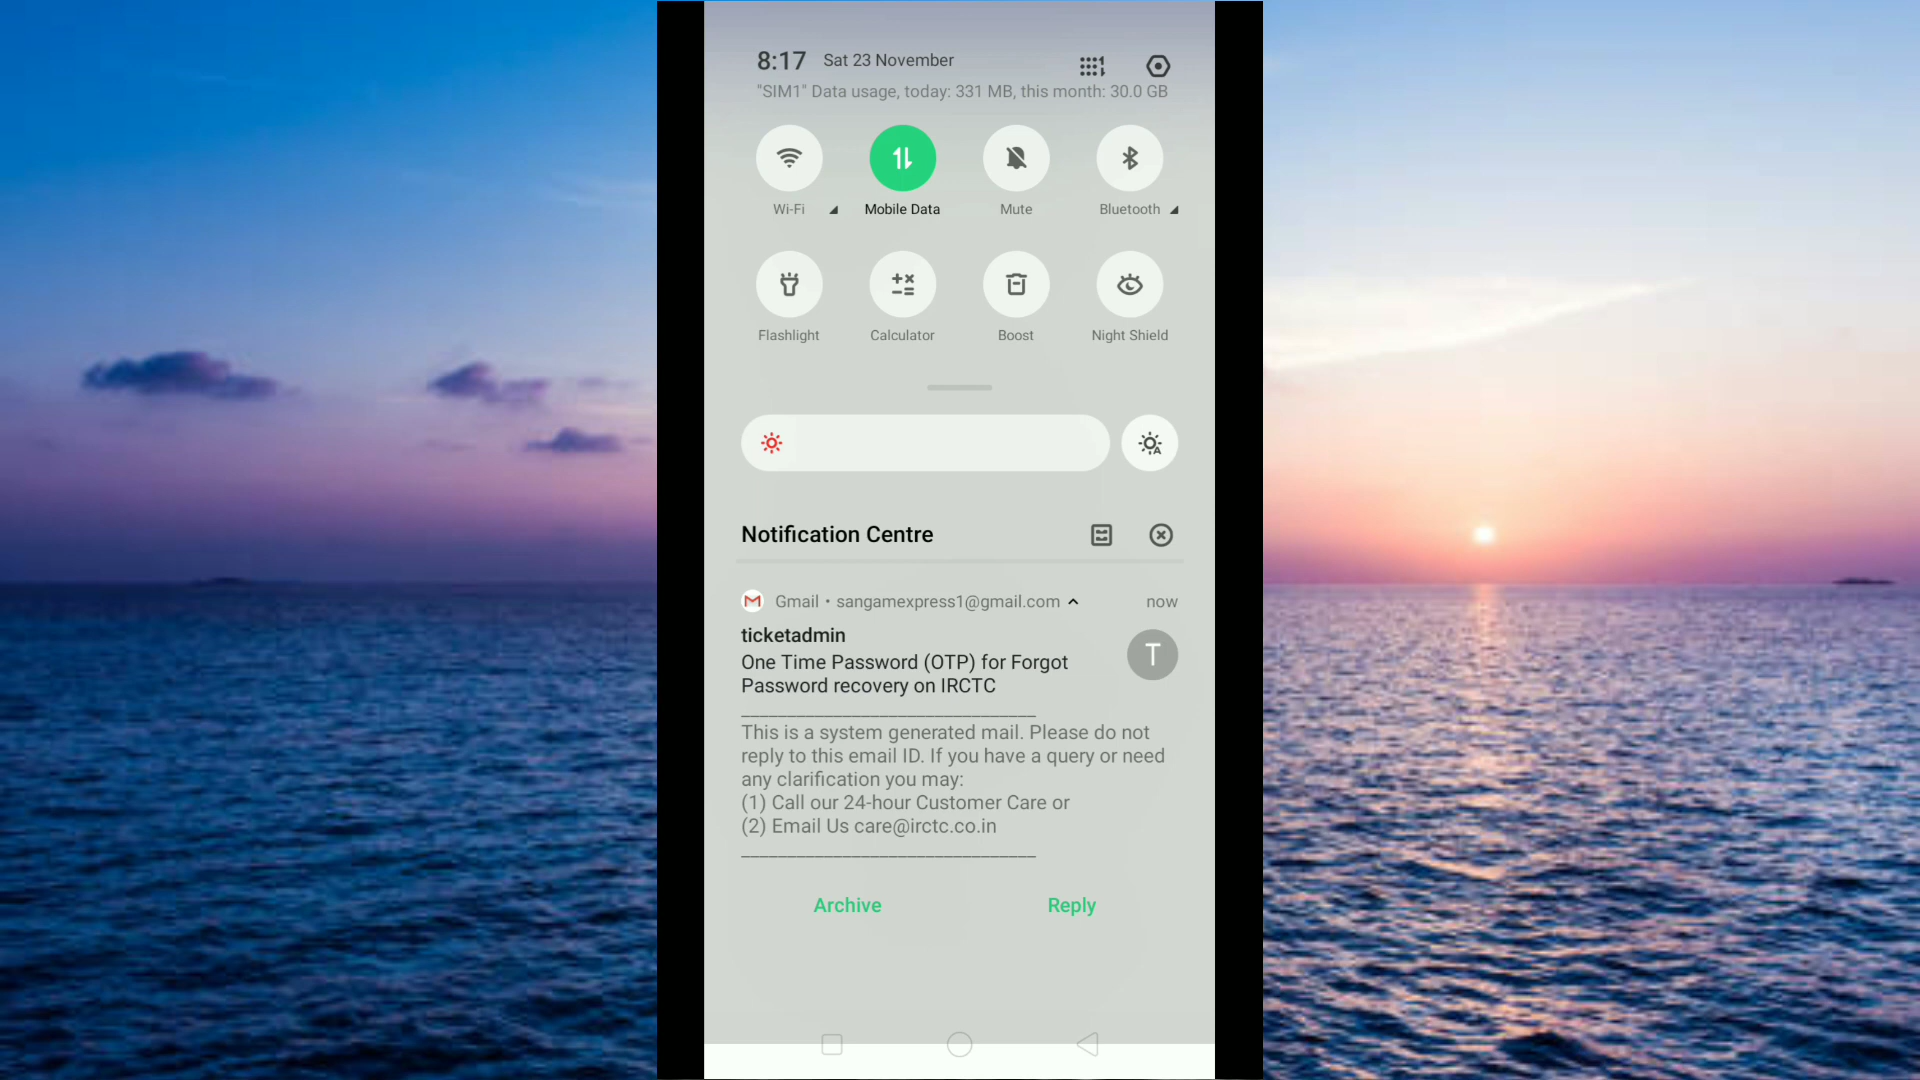 8:17 Sat 23 November
"SIM1" Data usage, today: 331 MB, this month: 30.0 GB
Wi-Fi Mobile Data Mute Bluetooth
Flashlight Calculator Boost Night Shield
Notification Centre
Gmail • sangamexpress1@gmail.com now
ticketadmin
T
One Time Password (OTP) for Forgot
Password recovery on IRCTC
________________________________
This is a system generated mail. Please do not
reply to this email ID. If you have a query or need
any clarification you may:
(1) Call our 24-hour Customer Care or
(2) Email Us care@irctc.co.in
________________________________
Archive Reply